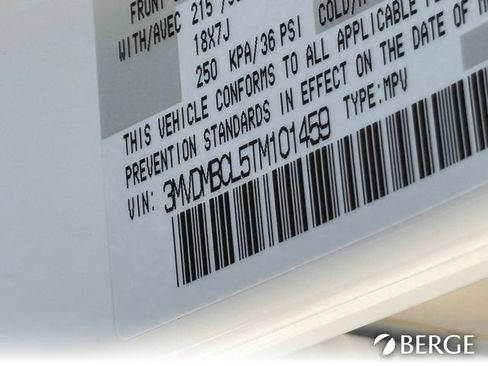 FRONT
WITH/AVEC 215
COLD/
18X7J
250 KPA/36 PSI
THIS VEHICLE CONFORMS TO ALL APPLICABLE
PREVENTION STANDARDS IN EFFECT ON THE DATE OF
VIN: 3MVDMBCL5TM101459 TYPE:MPV
BERGE